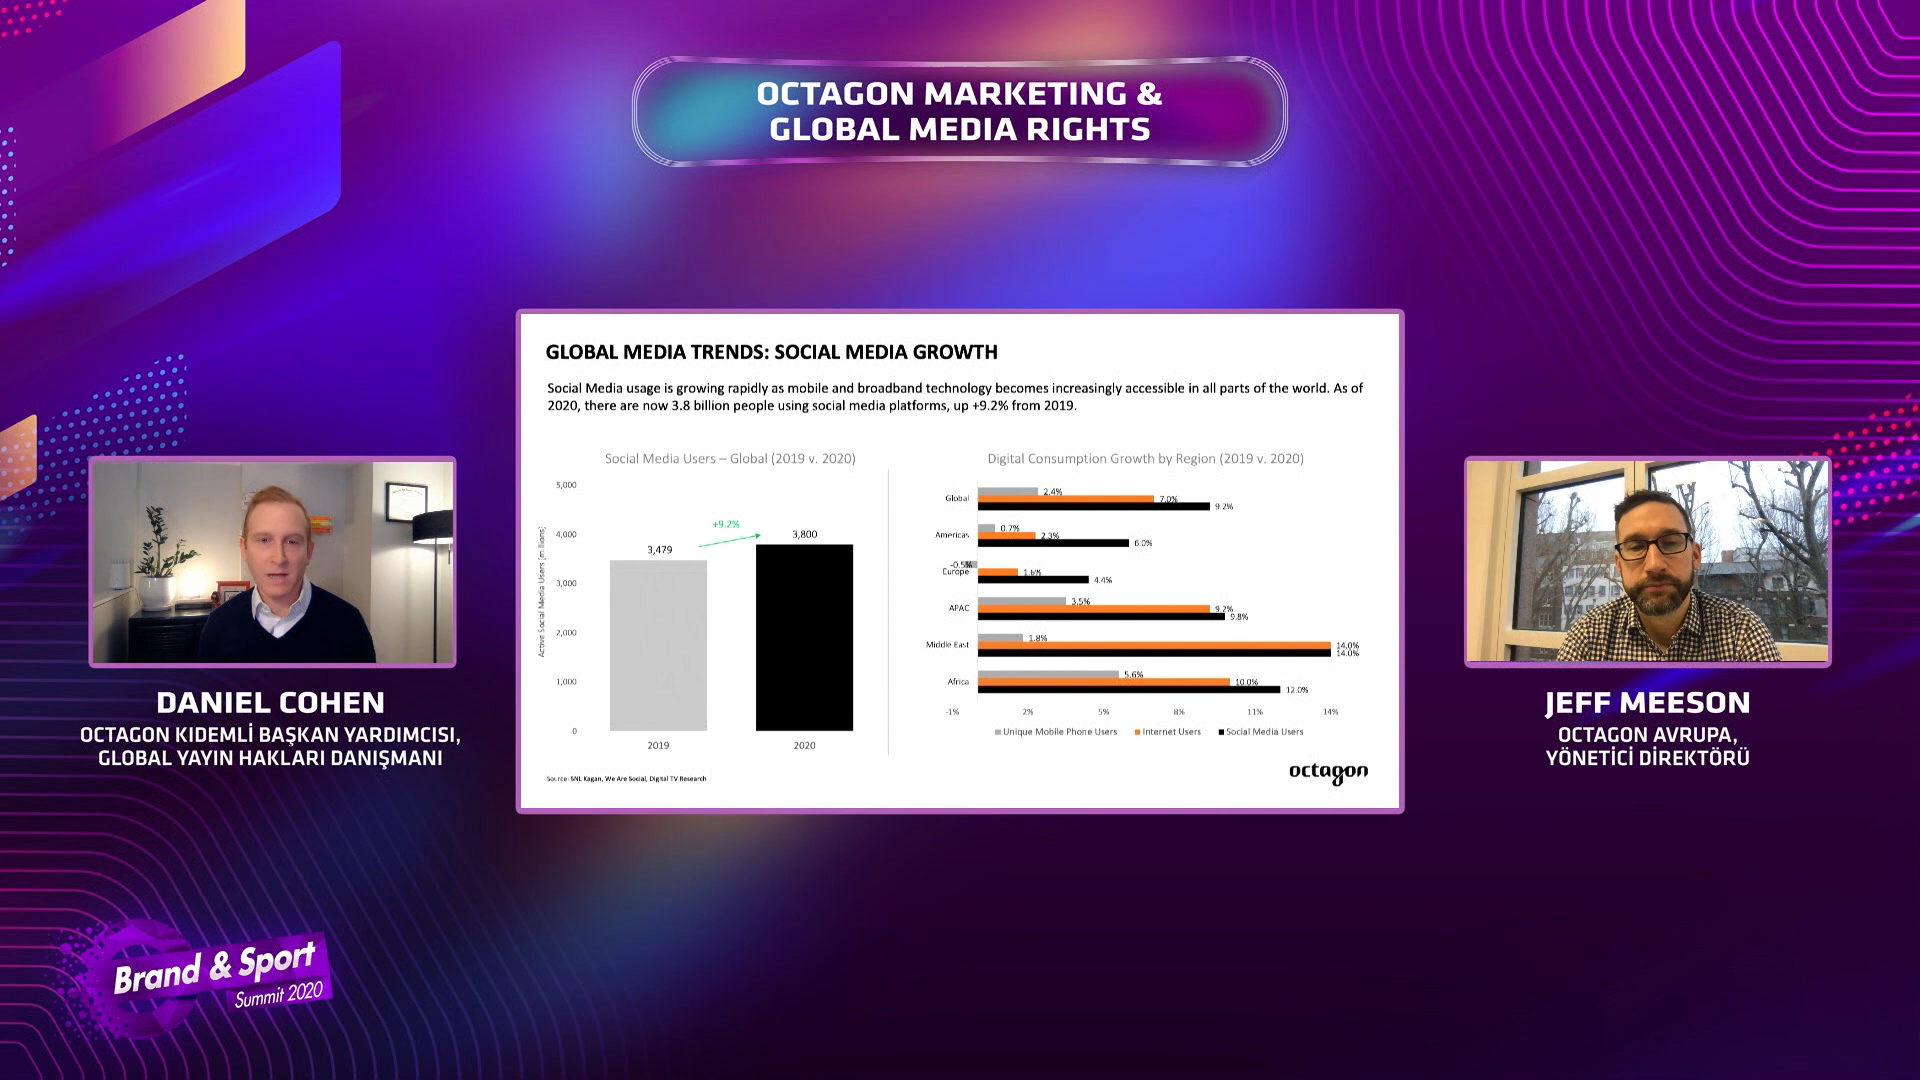 OCTAGON MARKETING &
GLOBAL MEDIA RIGHTS
GLOBAL MEDIA TRENDS: SOCIAL MEDIA GROWTH
Social Media usage is growing rapidly as mobile and broadband technology becomes increasingly accessible in all parts of the world. As of
2020, there are now 3.8 billion people using social media platforms, up +9.2% from 2019.
Social Media Users – Global (2019 v. 2020)
Active Social Media Users [millions]
5,000
4,000
3,000
2,000
1,000
0
3,479
+9.2%
3,800
2019
2020
Digital Consumption Growth by Region (2019 v. 2020)
Global
2.4%
7.0%
9.2%
Americas
0.7%
2.3%
6.0%
Europe
-0.5%
1.6%
4.4%
APAC
3.5%
9.2%
9.8%
Middle East
1.8%
14.0%
14.0%
Africa
5.6%
10.0%
12.0%
-1% 2% 5% 8% 11% 14%
Unique Mobile Phone Users Internet Users Social Media Users
Source: SNL Kagan, We Are Social, Digital TV Research
octagon
DANIEL COHEN
OCTAGON KIDEMLİ BAŞKAN YARDIMCISI,
GLOBAL YAYIN HAKLARI DANIŞMANI
JEFF MEESON
OCTAGON AVRUPA,
YÖNETİCİ DİREKTÖRÜ
Brand & Sport
Summit 2020